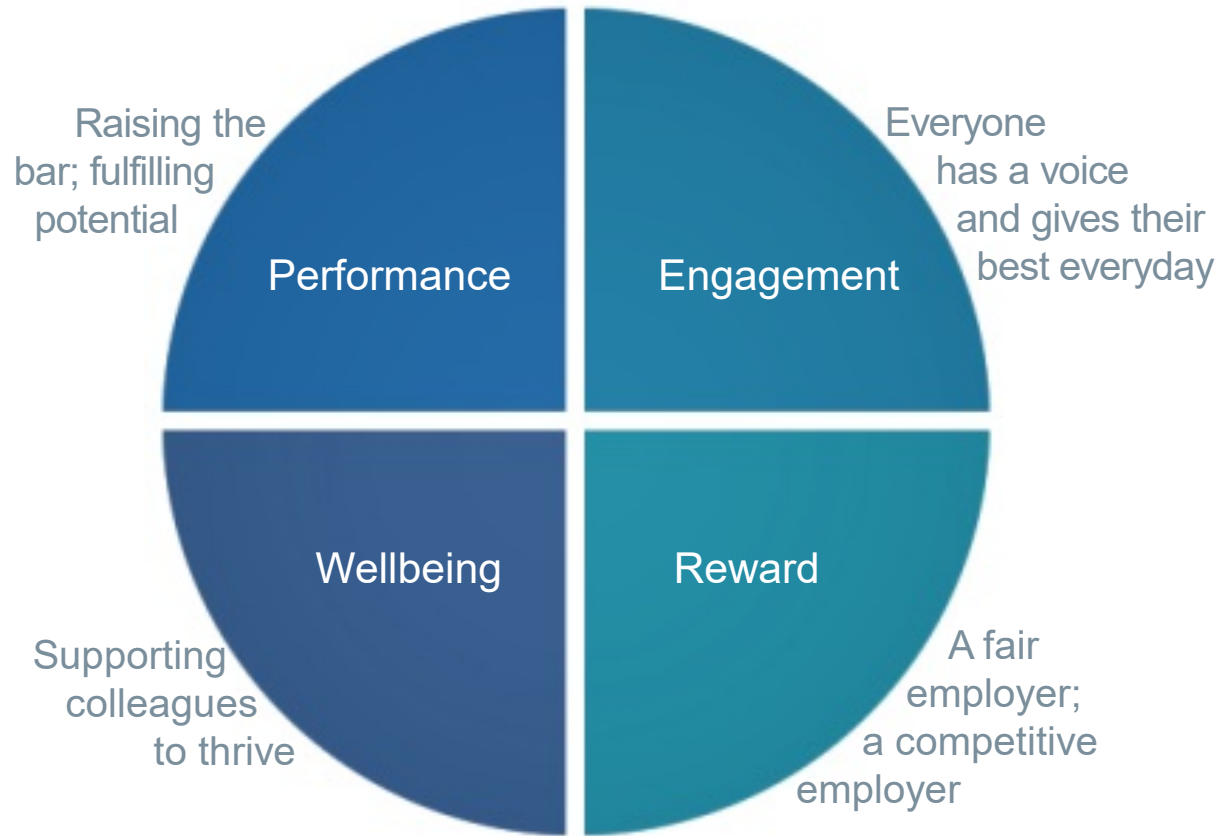 Raising the
bar; fulfilling
potential
Performance
Everyone
has a voice
and gives their
best everyday
Engagement
Wellbeing
Supporting
colleagues
to thrive
Reward
A fair
employer;
a competitive
employer